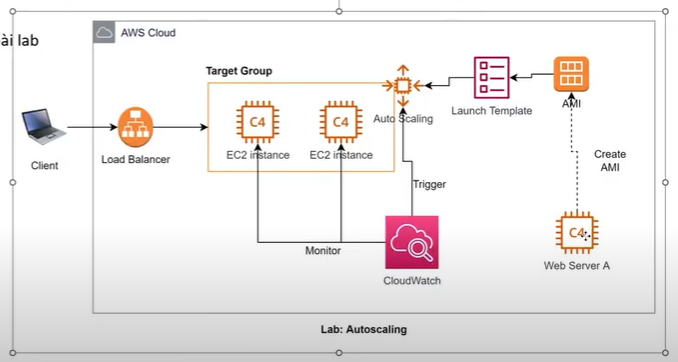 ài lab
AWS Cloud
Target Group
C4
C4
EC2 instance
EC2 instance
Auto Scaling
Launch Template
AMI
Client
Load Balancer
Create
AMI
Trigger
C4
Web Server A
Monitor
CloudWatch
Lab: Autoscaling